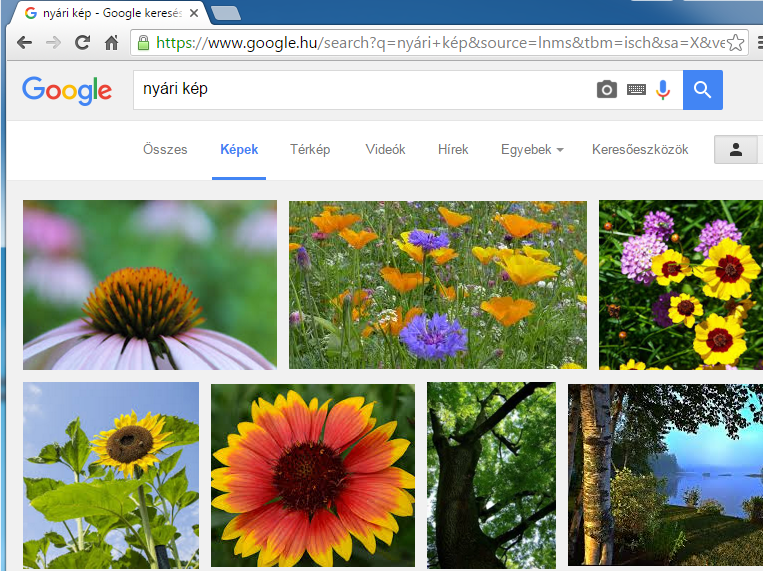 nyári kép - Google keresés
https://www.google.hu/search?q=nyári+kép&source=lnms&tbm=isch&sa=X&ve
Google
nyári kép
Összes Képek Térkép Videók Hírek Egyebek Keresőeszközök